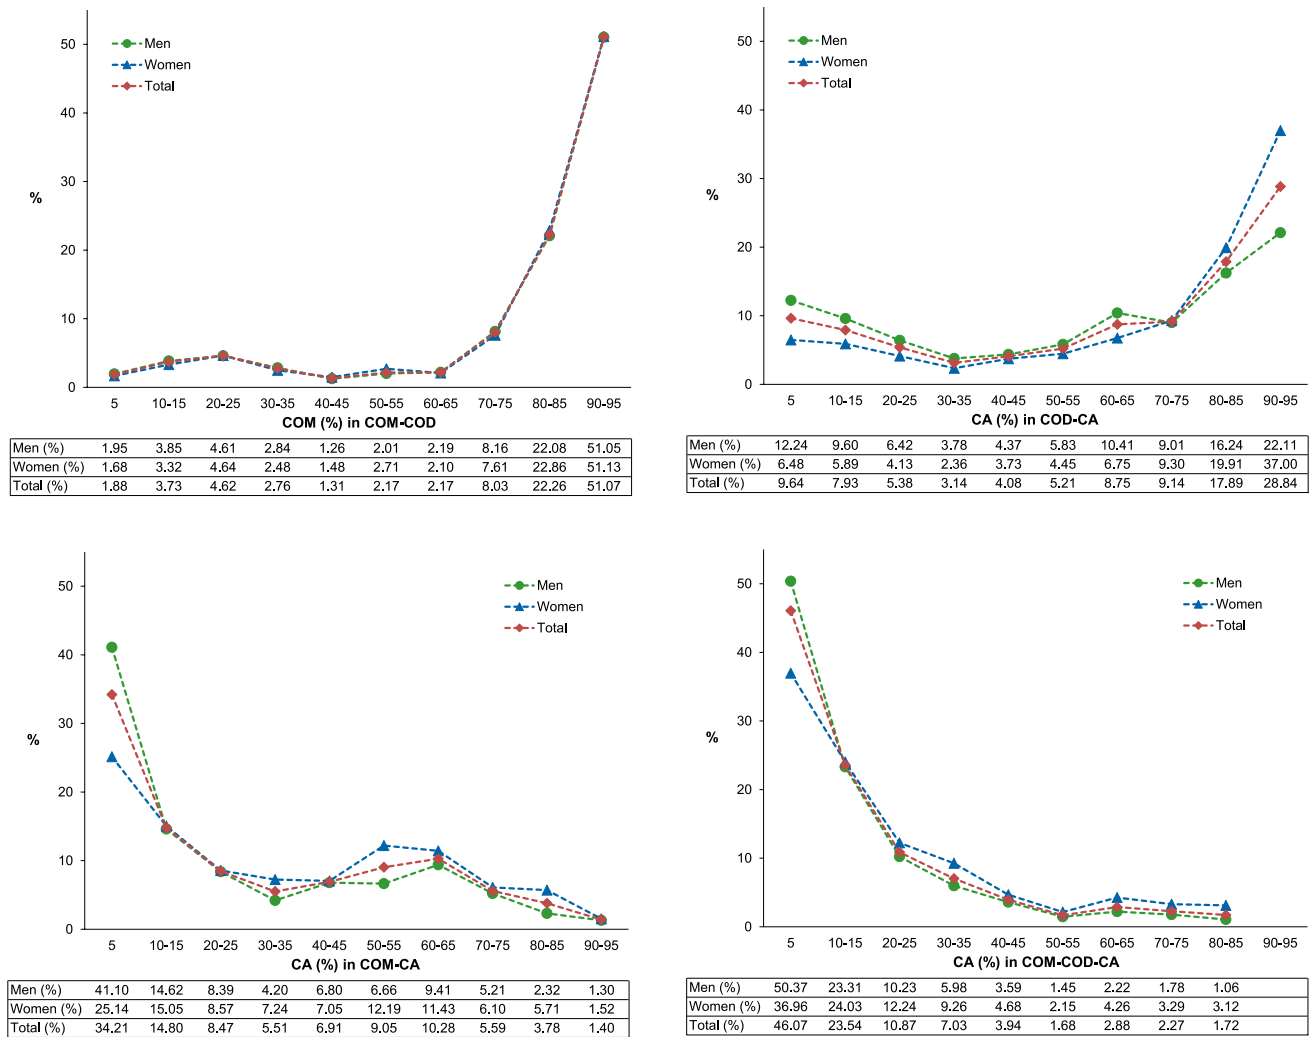 50
40
30
20
10
0
%
Men
Women
Total
5 10-15 20-25 30-35 40-45 50-55 60-65 70-75 80-85 90-95
COM (%) in COM-COD
Men (%) 1.95 3.85 4.61 2.84 1.26 2.01 2.19 8.16 22.08 51.05
Women (%) 1.68 3.32 4.64 2.48 1.48 2.71 2.10 7.61 22.86 51.13
Total (%) 1.88 3.73 4.62 2.76 1.31 2.17 2.17 8.03 22.26 51.07
50
40
30
20
10
0
%
Men
Women
Total
5 10-15 20-25 30-35 40-45 50-55 60-65 70-75 80-85 90-95
CA (%) in COD-CA
Men (%) 12.24 9.60 6.42 3.78 4.37 5.83 10.41 9.01 16.24 22.11
Women (%) 6.48 5.89 4.13 2.36 3.73 4.45 6.75 9.30 19.91 37.00
Total (%) 9.64 7.93 5.38 3.14 4.08 5.21 8.75 9.14 17.89 28.84
50
40
30
20
10
0
%
Men
Women
Total
5 10-15 20-25 30-35 40-45 50-55 60-65 70-75 80-85 90-95
CA (%) in COM-CA
Men (%) 41.10 14.62 8.39 4.20 6.80 6.66 9.41 5.21 2.32 1.30
Women (%) 25.14 15.05 8.57 7.24 7.05 12.19 11.43 6.10 5.71 1.52
Total (%) 34.21 14.80 8.47 5.51 6.91 9.05 10.28 5.59 3.78 1.40
50
40
30
20
10
0
%
Men
Women
Total
5 10-15 20-25 30-35 40-45 50-55 60-65 70-75 80-85 90-95
CA (%) in COM-COD-CA
Men (%) 50.37 23.31 10.23 5.98 3.59 1.45 2.22 1.78 1.06
Women (%) 36.96 24.03 12.24 9.26 4.68 2.15 4.26 3.29 3.12
Total (%) 46.07 23.54 10.87 7.03 3.94 1.68 2.88 2.27 1.72